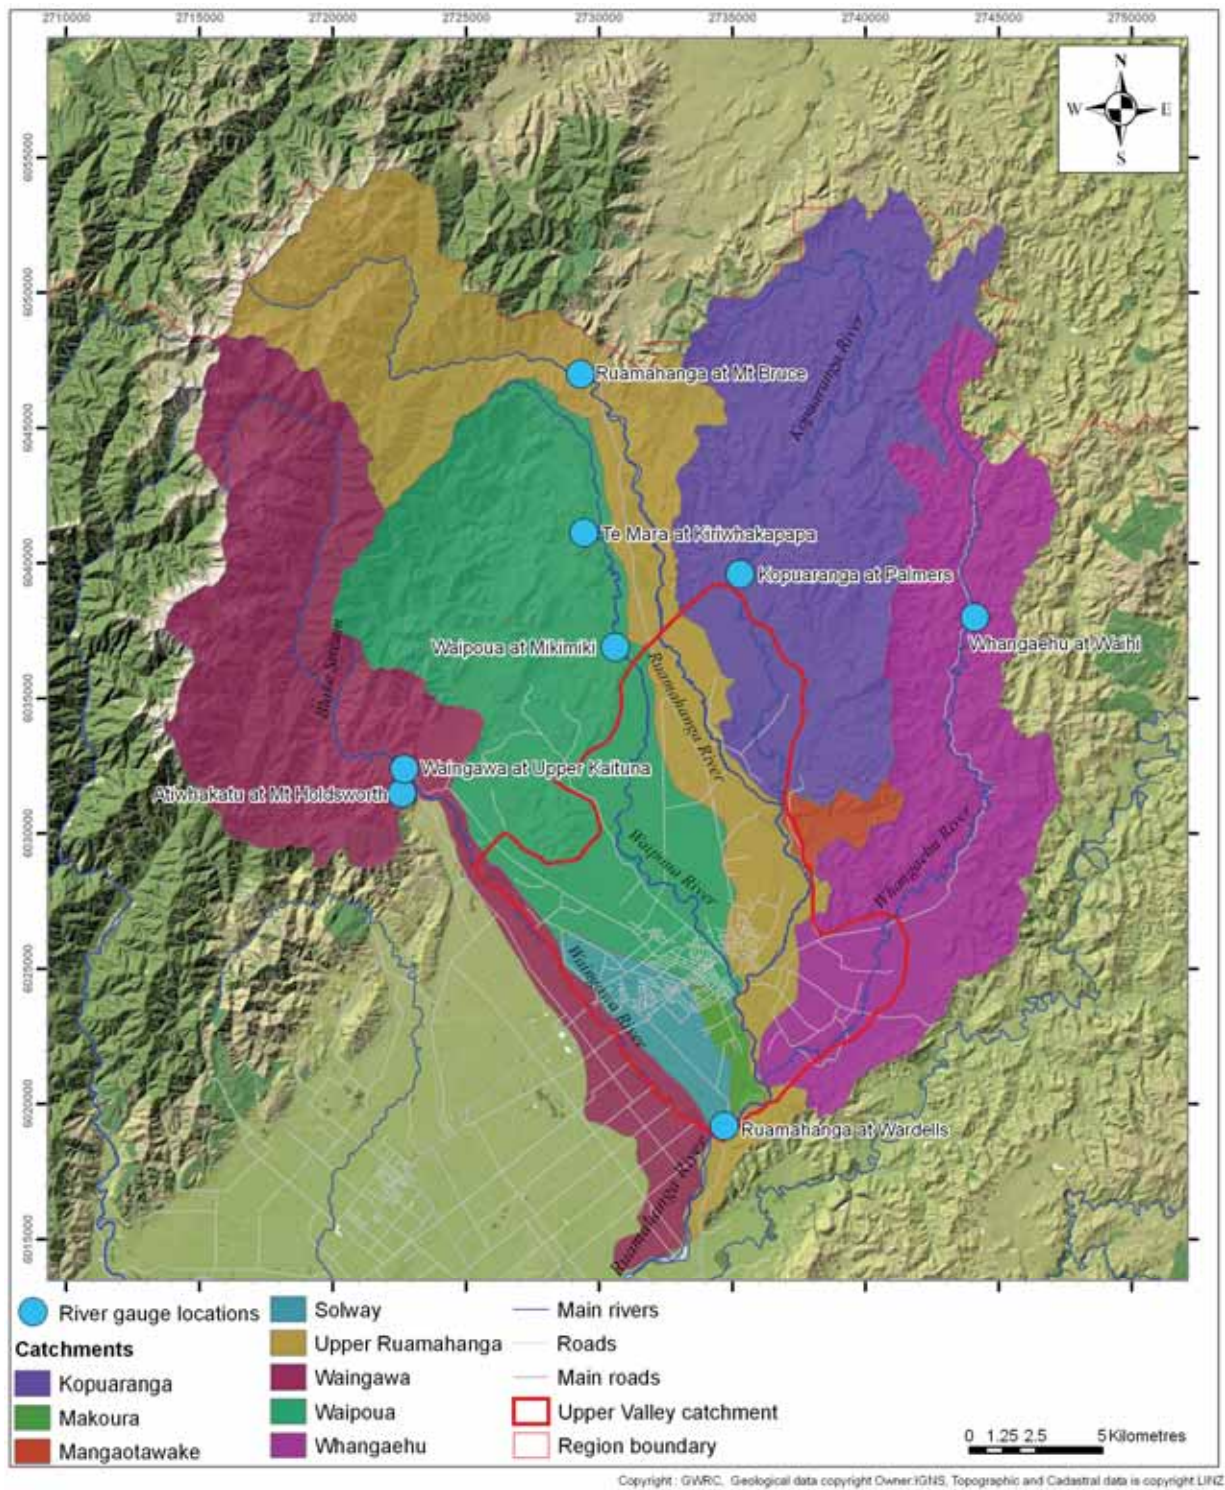 2710000 2715000 2720000 2725000 2730000 2735000 2740000 2745000 2750000
N
W E
S
6055000
6050000
6045000
6040000
6035000
6030000
6025000
6020000
6015000
Ruamahanga at Mt Bruce
Kopuaranga River
Te Mara at Kiriwhakapapa
Kopuaranga at Palmers
Waipoua at Mikimiki
Whangaehu at Waihi
Ruamahanga River
Waingawa at Upper Kaituna
Atiwhakatu at Mt Holdsworth
Waipoua River
Whangaehu River
Waingawa River
Ruamahanga at Wardells
Ruamahanga River
River gauge locations
Catchments
Kopuaranga
Makoura
Mangaotawake
Solway
Upper Ruamahanga
Waingawa
Waipoua
Whangaehu
Main rivers
Roads
Main roads
Upper Valley catchment
Region boundary
0 1.25 2.5 5 Kilometres
Copyright : GWRC, Geological data copyright Owner:IGNS, Topographic and Cadastral data is copyright LINZ